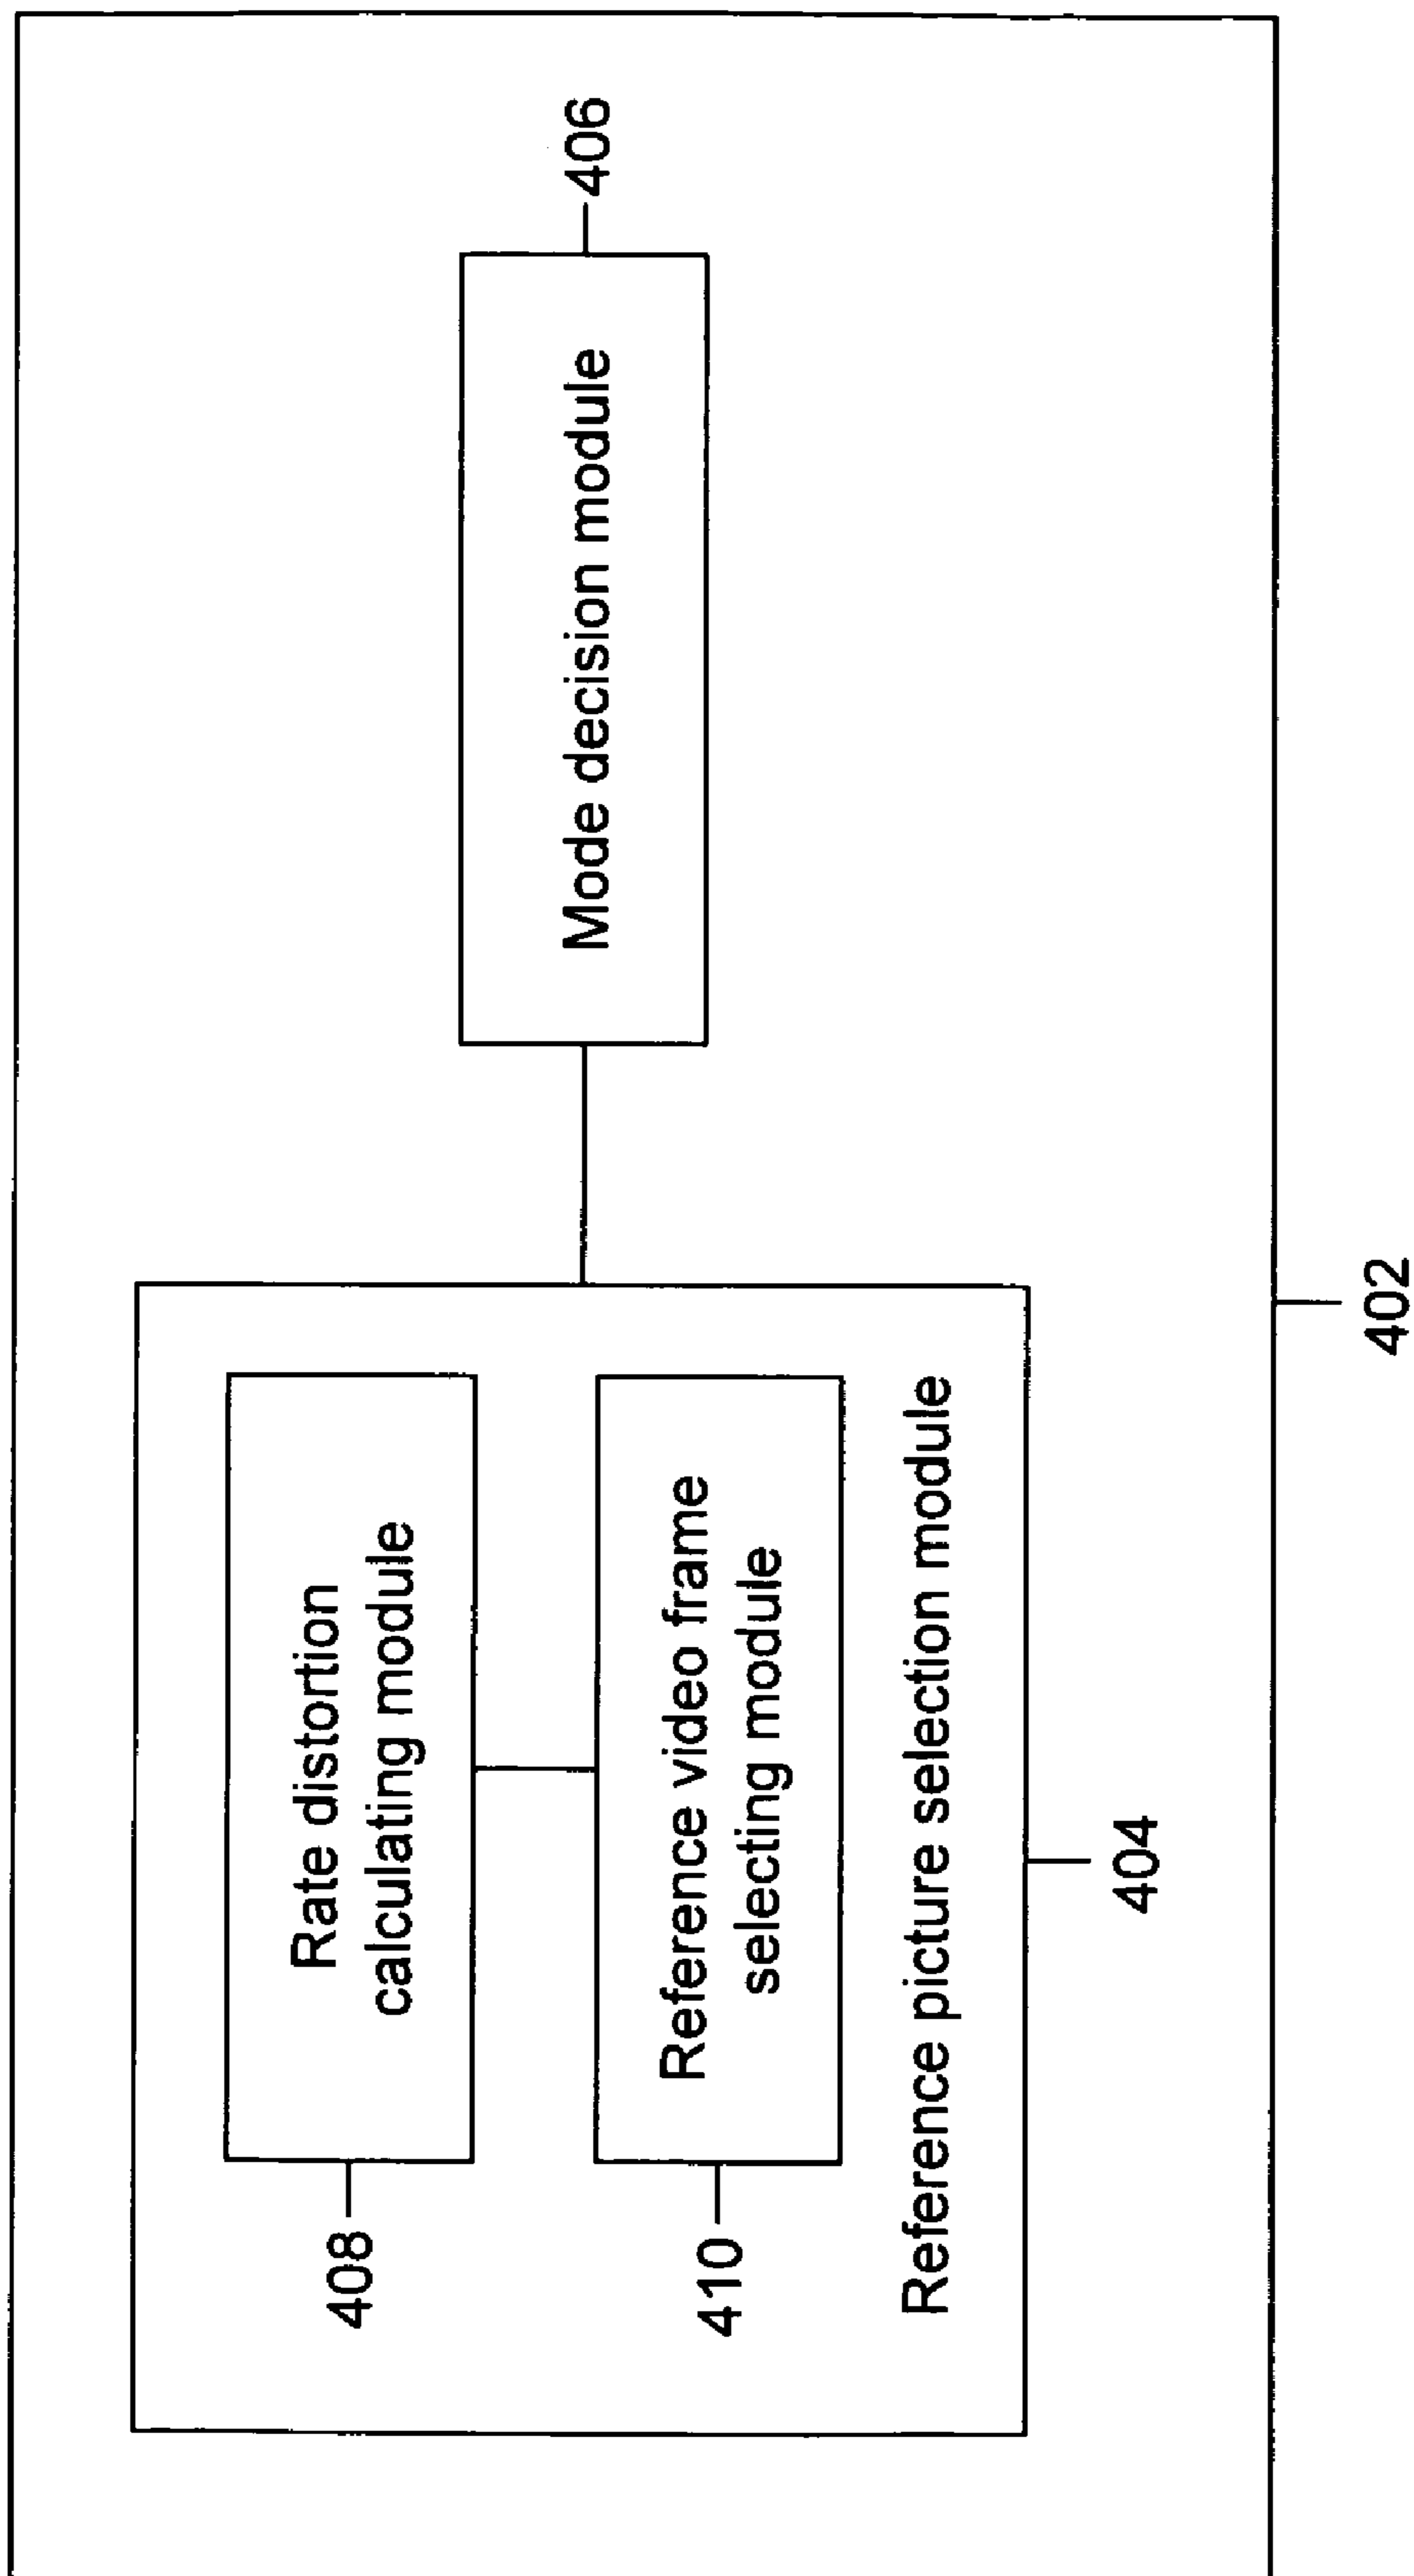 Rate distortion
calculating module
408
Reference video frame
selecting module
410
Reference picture selection module
404
Mode decision module
406
402